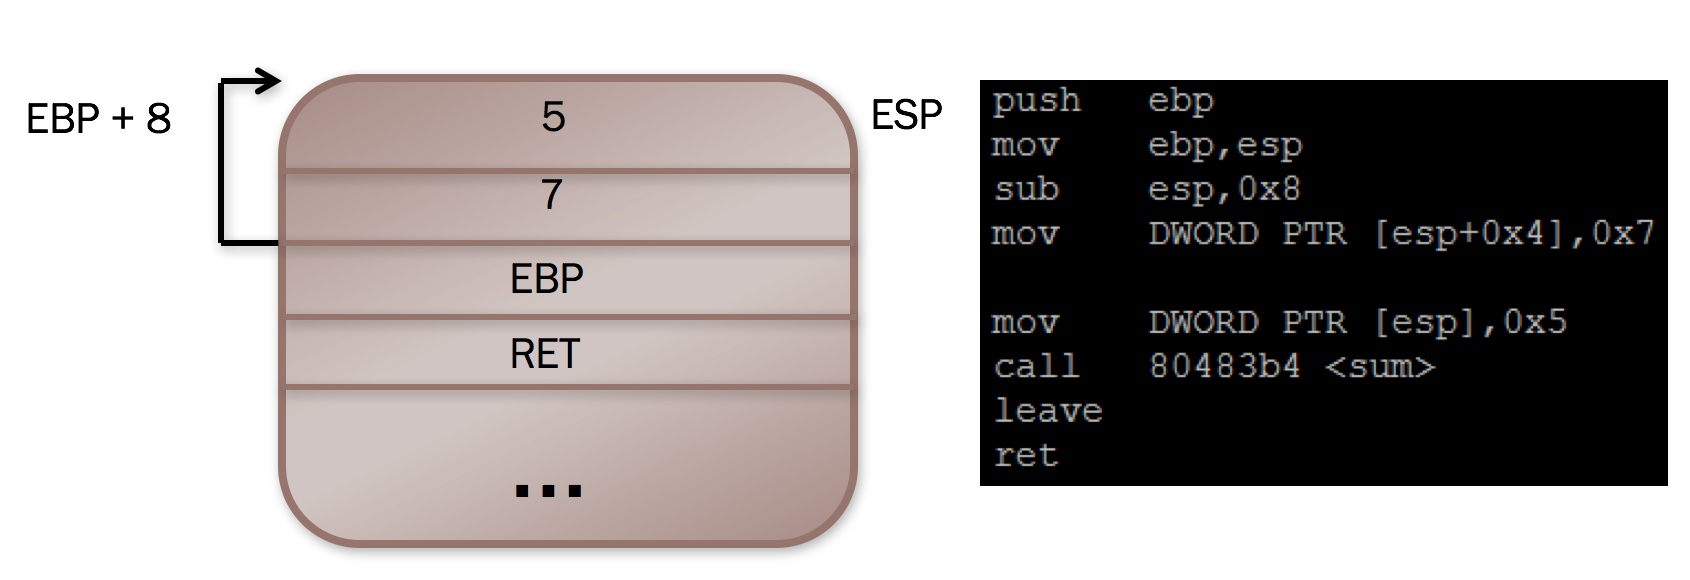 EBP + 8
5
7
EBP
RET
...
ESP
push ebp
mov ebp,esp
sub esp,0x8
mov DWORD PTR [esp+0x4],0x7
mov DWORD PTR [esp],0x5
call 80483b4 <sum>
leave
ret